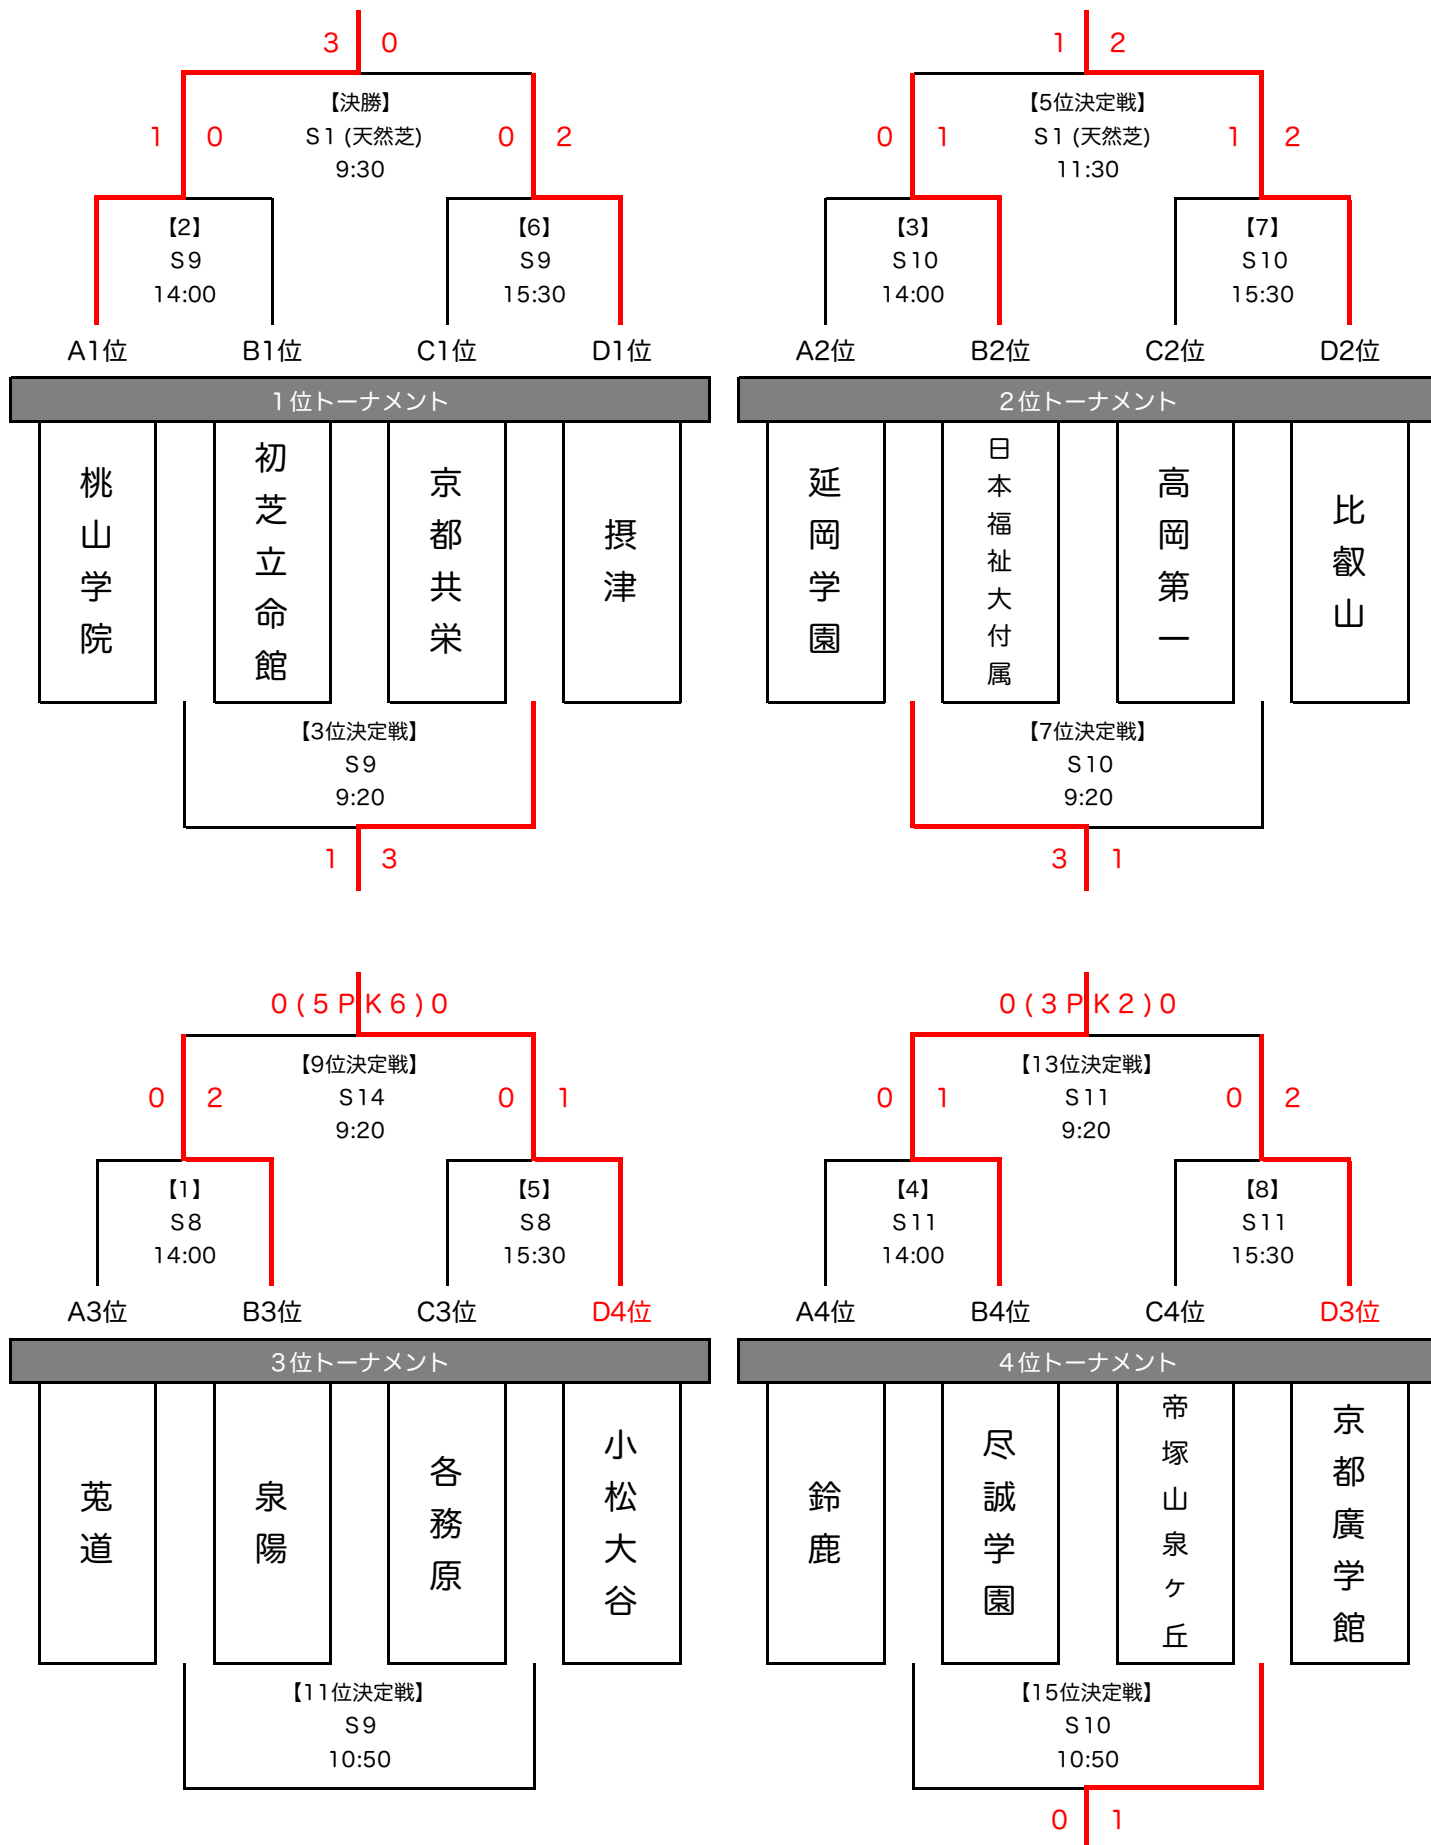 3 0
【決勝】
S1 (天然芝)
9:30
1 0
0 2
【2】
S9
14:00
【6】
S9
15:30
A1位 B1位 C1位 D1位
1位トーナメント
桃山学院
初芝立命館
京都共栄
摂津
【3位決定戦】
S9
9:20
1 3
1 2
【5位決定戦】
S1 (天然芝)
11:30
0 1
1 2
【3】
S10
14:00
【7】
S10
15:30
A2位 B2位 C2位 D2位
2位トーナメント
延岡学園
日本福祉大付属
高岡第一
比叡山
【7位決定戦】
S10
9:20
3 1
0(5PK6)0
【9位決定戦】
S14
9:20
0 2
0 1
【1】
S8
14:00
【5】
S8
15:30
A3位 B3位 C3位 D4位
3位トーナメント
莵道
泉陽
各務原
小松大谷
【11位決定戦】
S9
10:50
0(3PK2)0
【13位決定戦】
S11
9:20
0 1
0 2
【4】
S11
14:00
【8】
S11
15:30
A4位 B4位 C4位 D3位
4位トーナメント
鈴鹿
尽誠学園
帝塚山泉ケ丘
京都廣学館
【15位決定戦】
S10
10:50
0 1